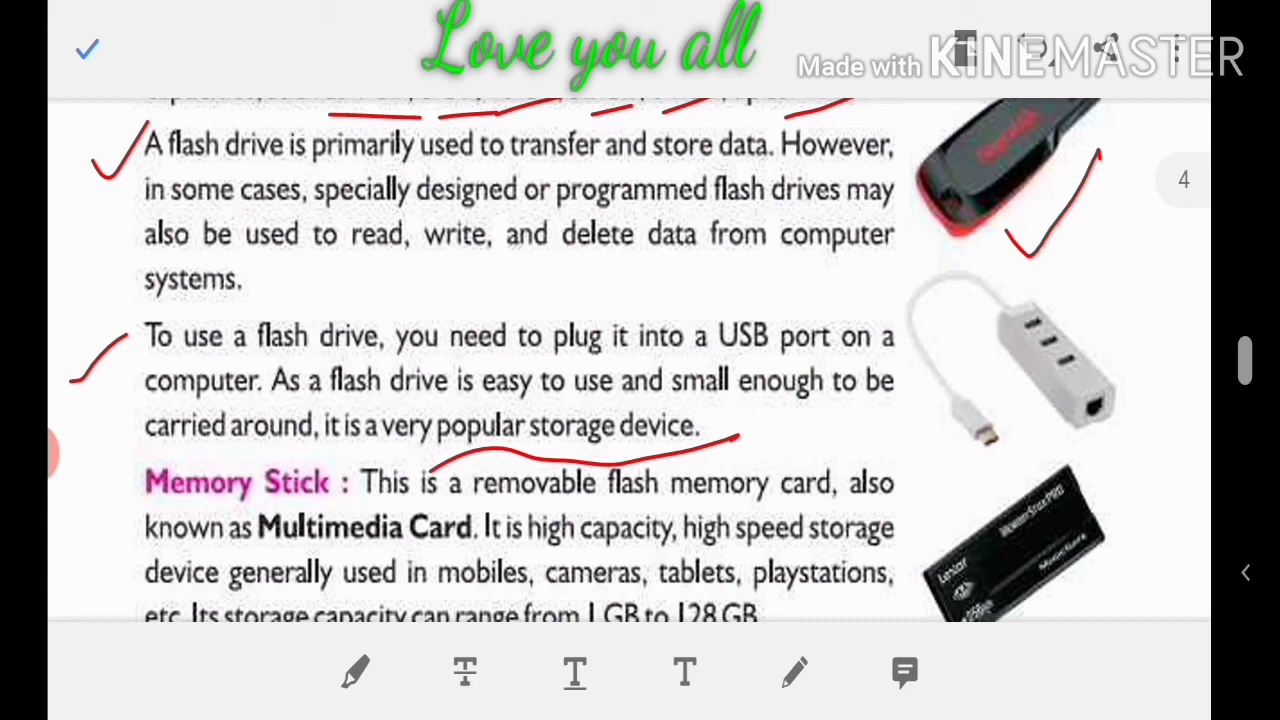 Love you all
Made with KINEMASTER
A flash drive is primarily used to transfer and store data. However,
in some cases, specially designed or programmed flash drives may
also be used to read, write, and delete data from computer
systems.
4
To use a flash drive, you need to plug it into a USB port on a
computer. As a flash drive is easy to use and small enough to be
carried around, it is a very popular storage device.
Memory Stick : This is a removable flash memory card, also
known as Multimedia Card. It is high capacity, high speed storage
device generally used in mobiles, cameras, tablets, playstations,
etc. Its storage capacity can range from 1 GB to 128 GB.
SanDisk
Lexar
MemoryStick PRO